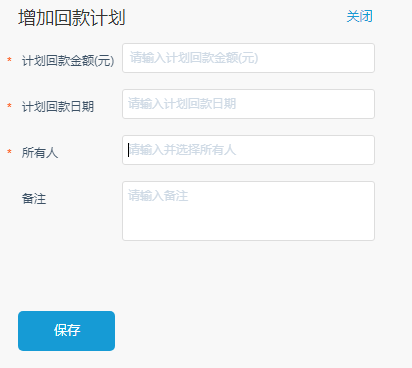 增加回款计划 关闭
* 计划回款金额(元) 请输入计划回款金额(元)
* 计划回款日期 请输入计划回款日期
* 所有人 请输入并选择所有人
备注 请输入备注
保存